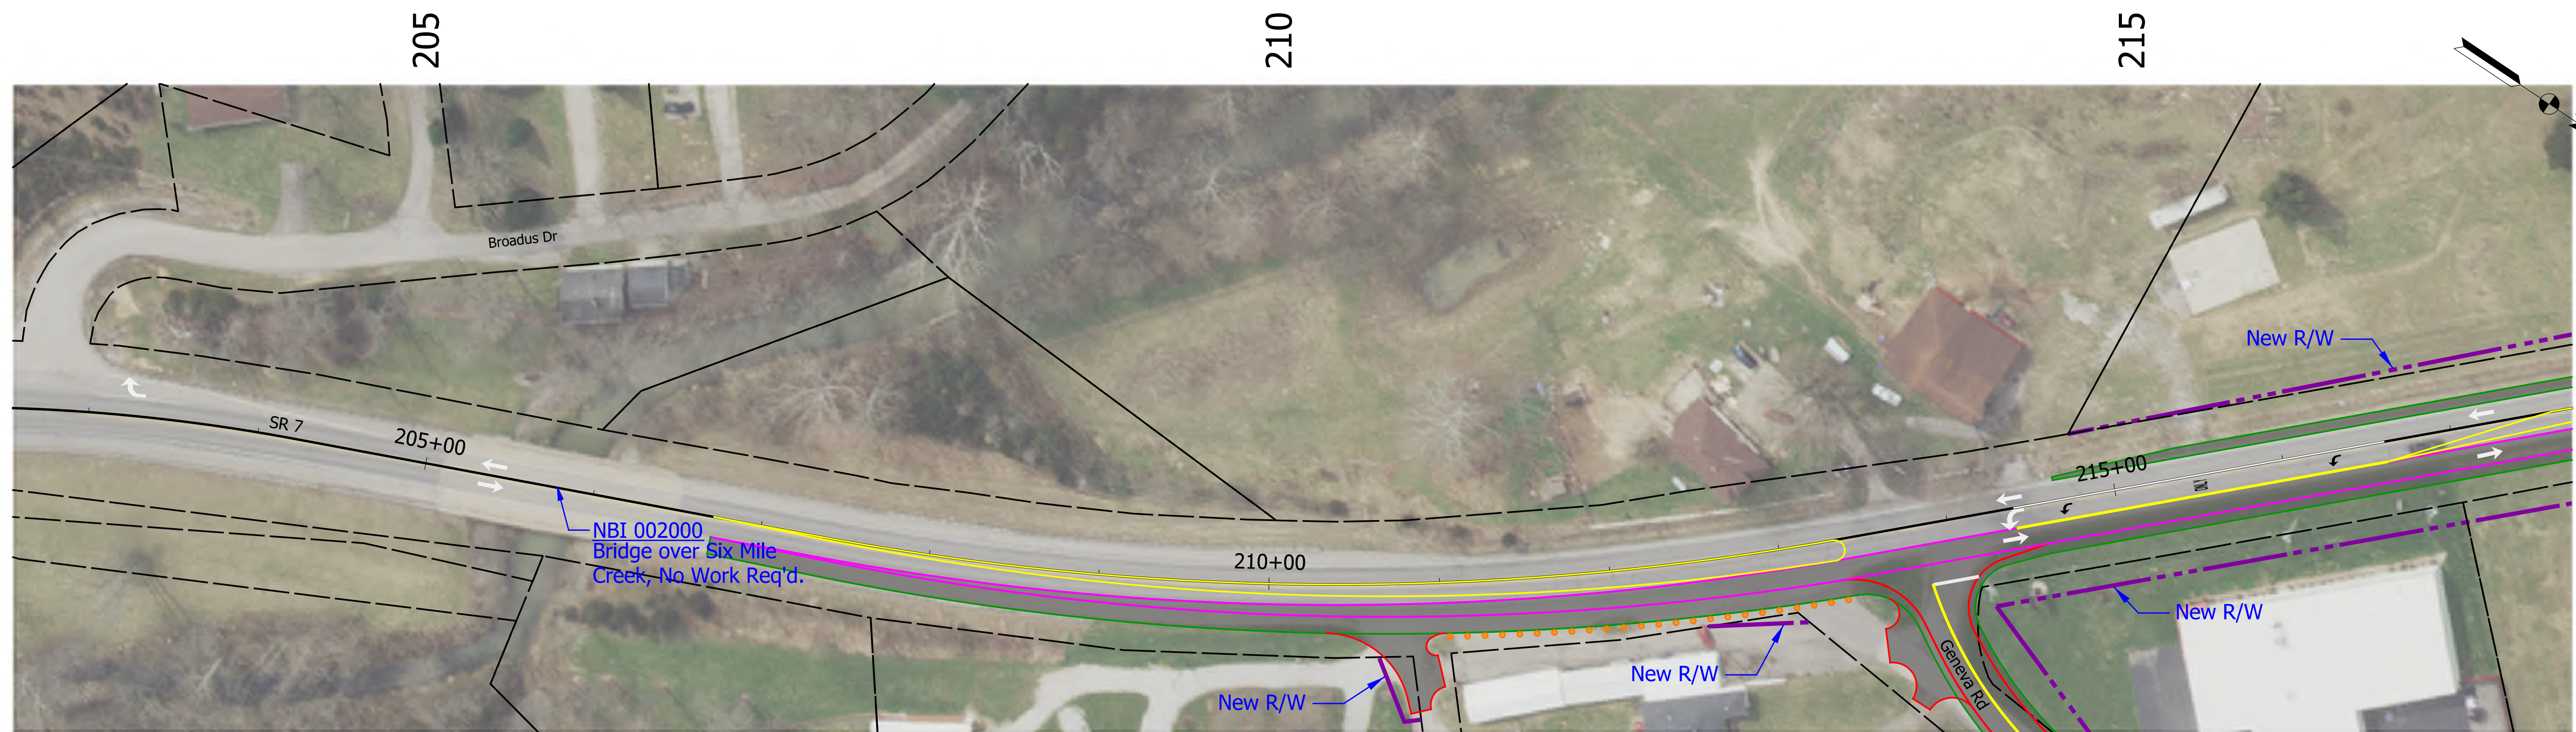 205
210
215
Broadus Dr
New R/W
SR 7
205+00
215+00
NBI 002000
Bridge over Six Mile
Creek, No Work Req'd.
210+00
New R/W
New R/W
New R/W
Geneva Rd